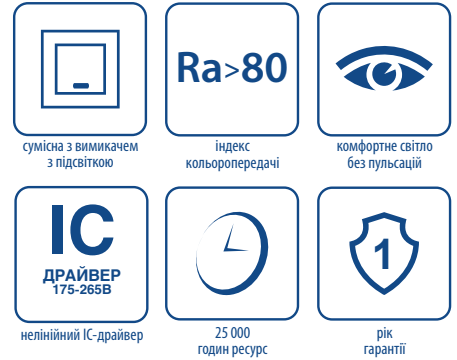 Ra>80
сумісна з вимикачем
з підсвіткою
індекс
кольоропередачі
комфортне світло
без пульсацій
IC
ДРАЙВЕР
175-265В
1
нелінійний IC-драйвер
25 000
годин ресурс
рік
гарантії